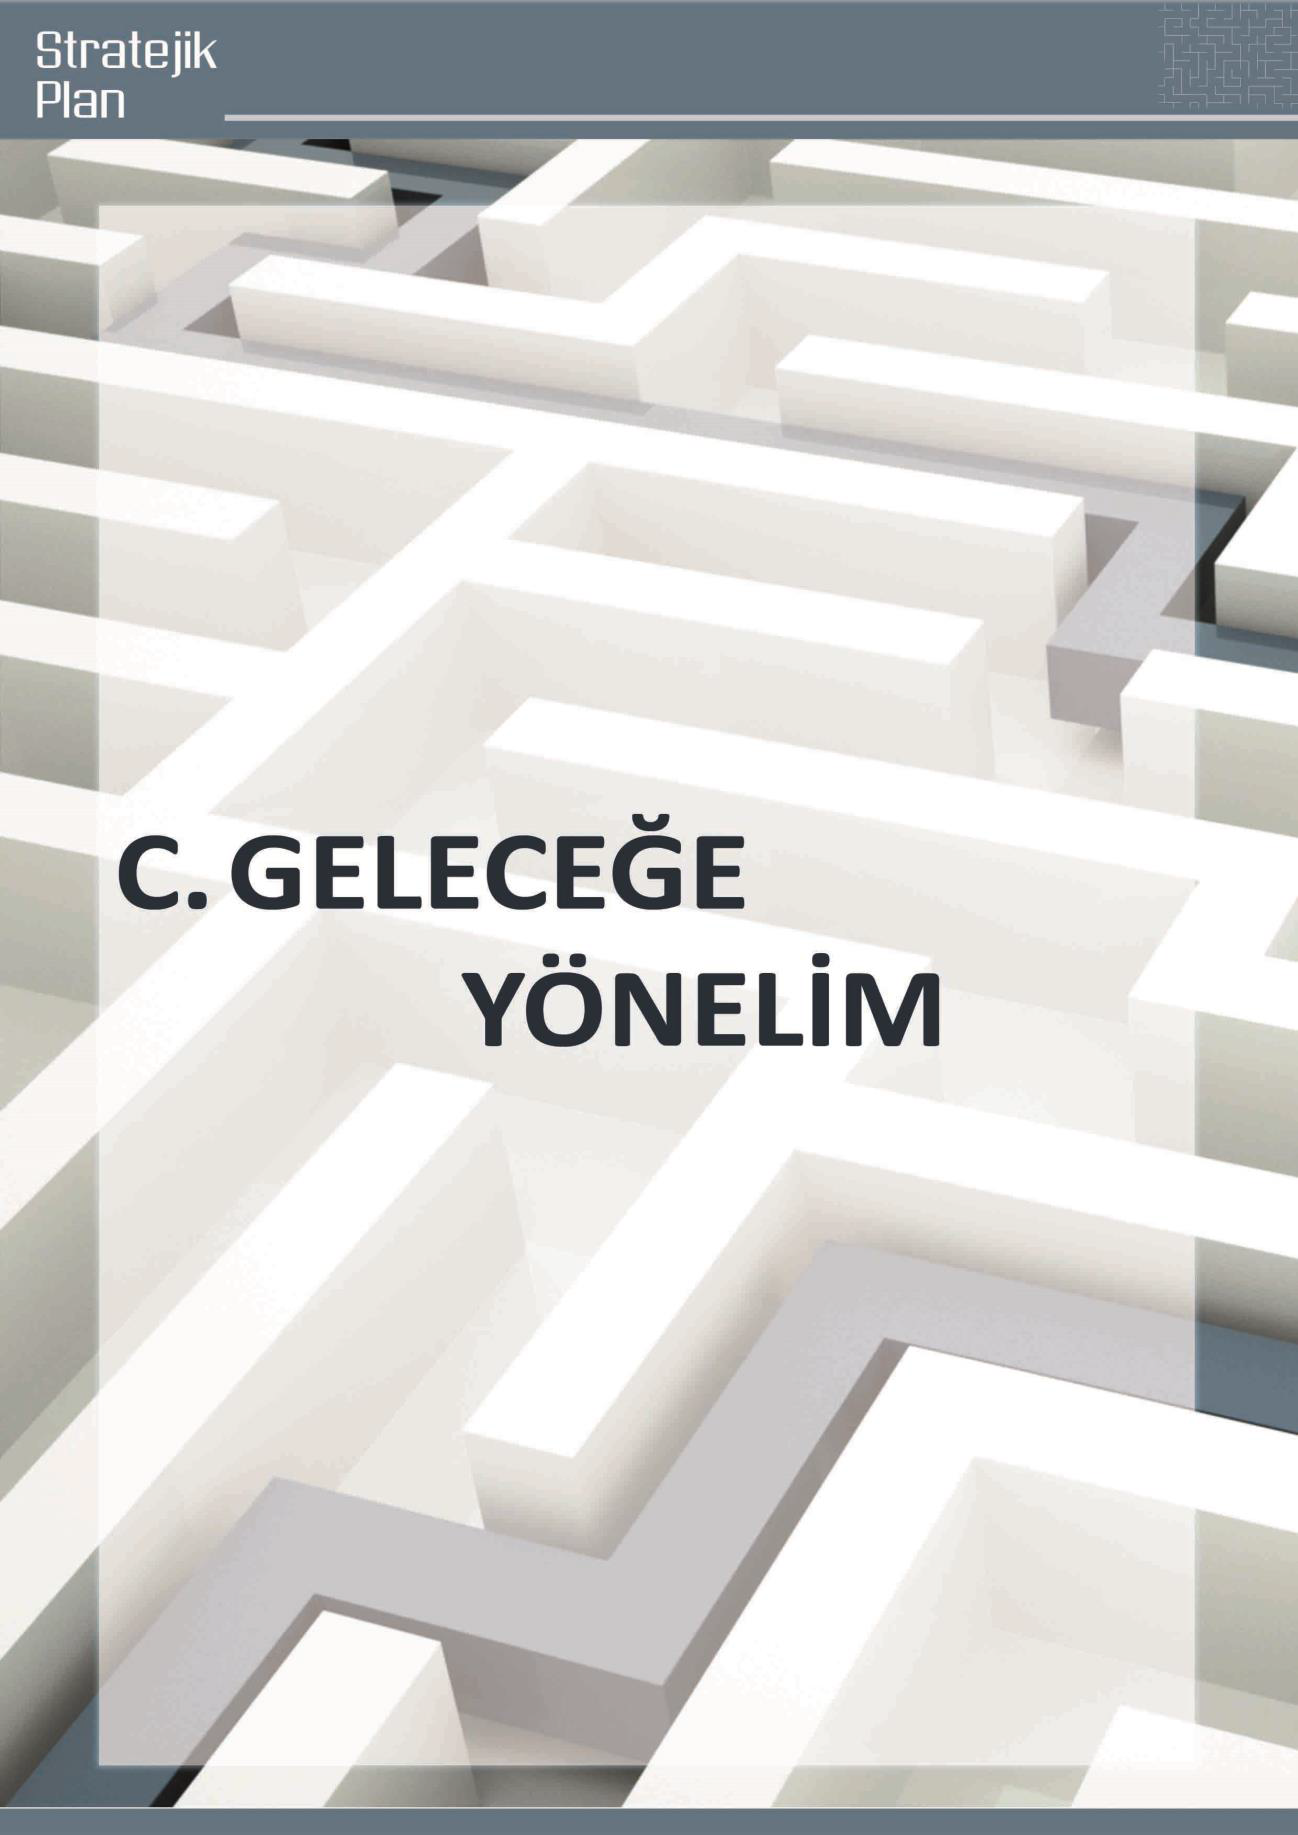 Stratejik
Plan
C. GELECEĞE
YÖNELİM